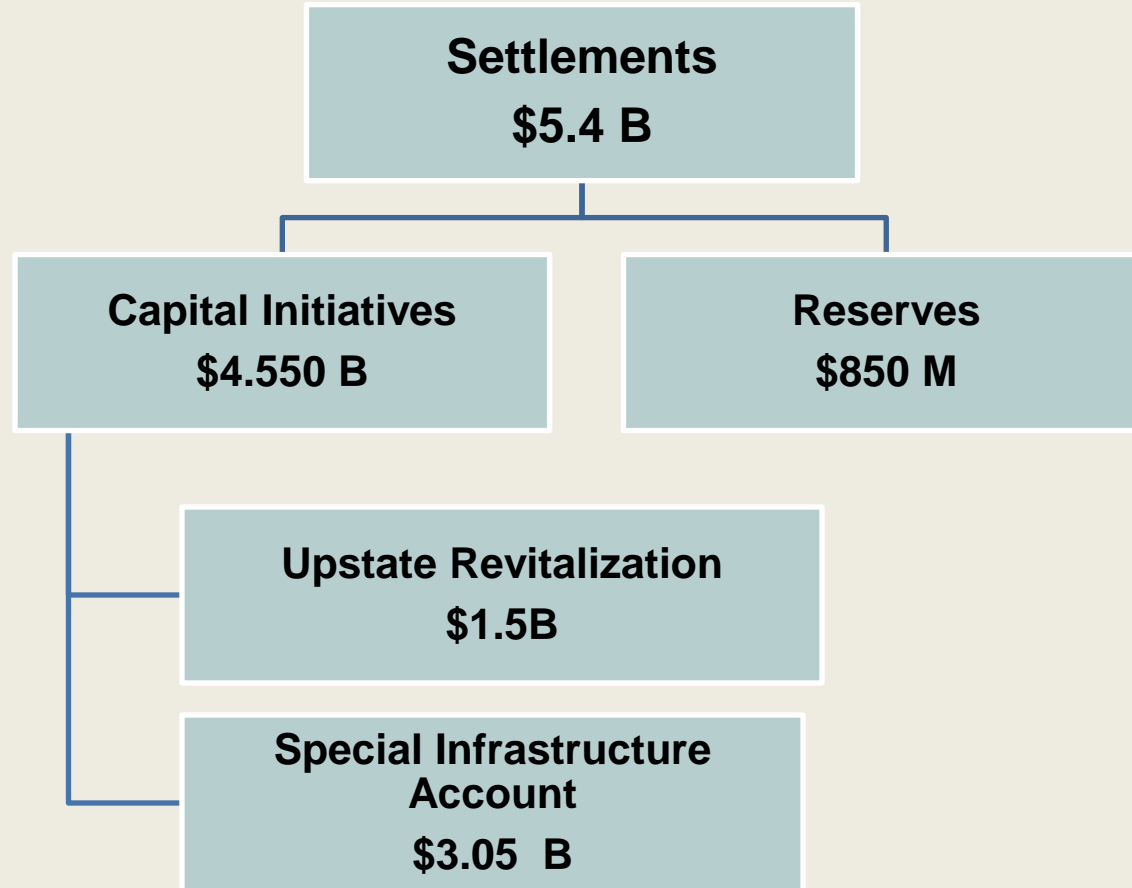 Settlements
$5.4 B
Capital Initiatives
$4.550 B
Reserves
$850 M
Upstate Revitalization
$1.5B
Special Infrastructure
Account
$3.05 B